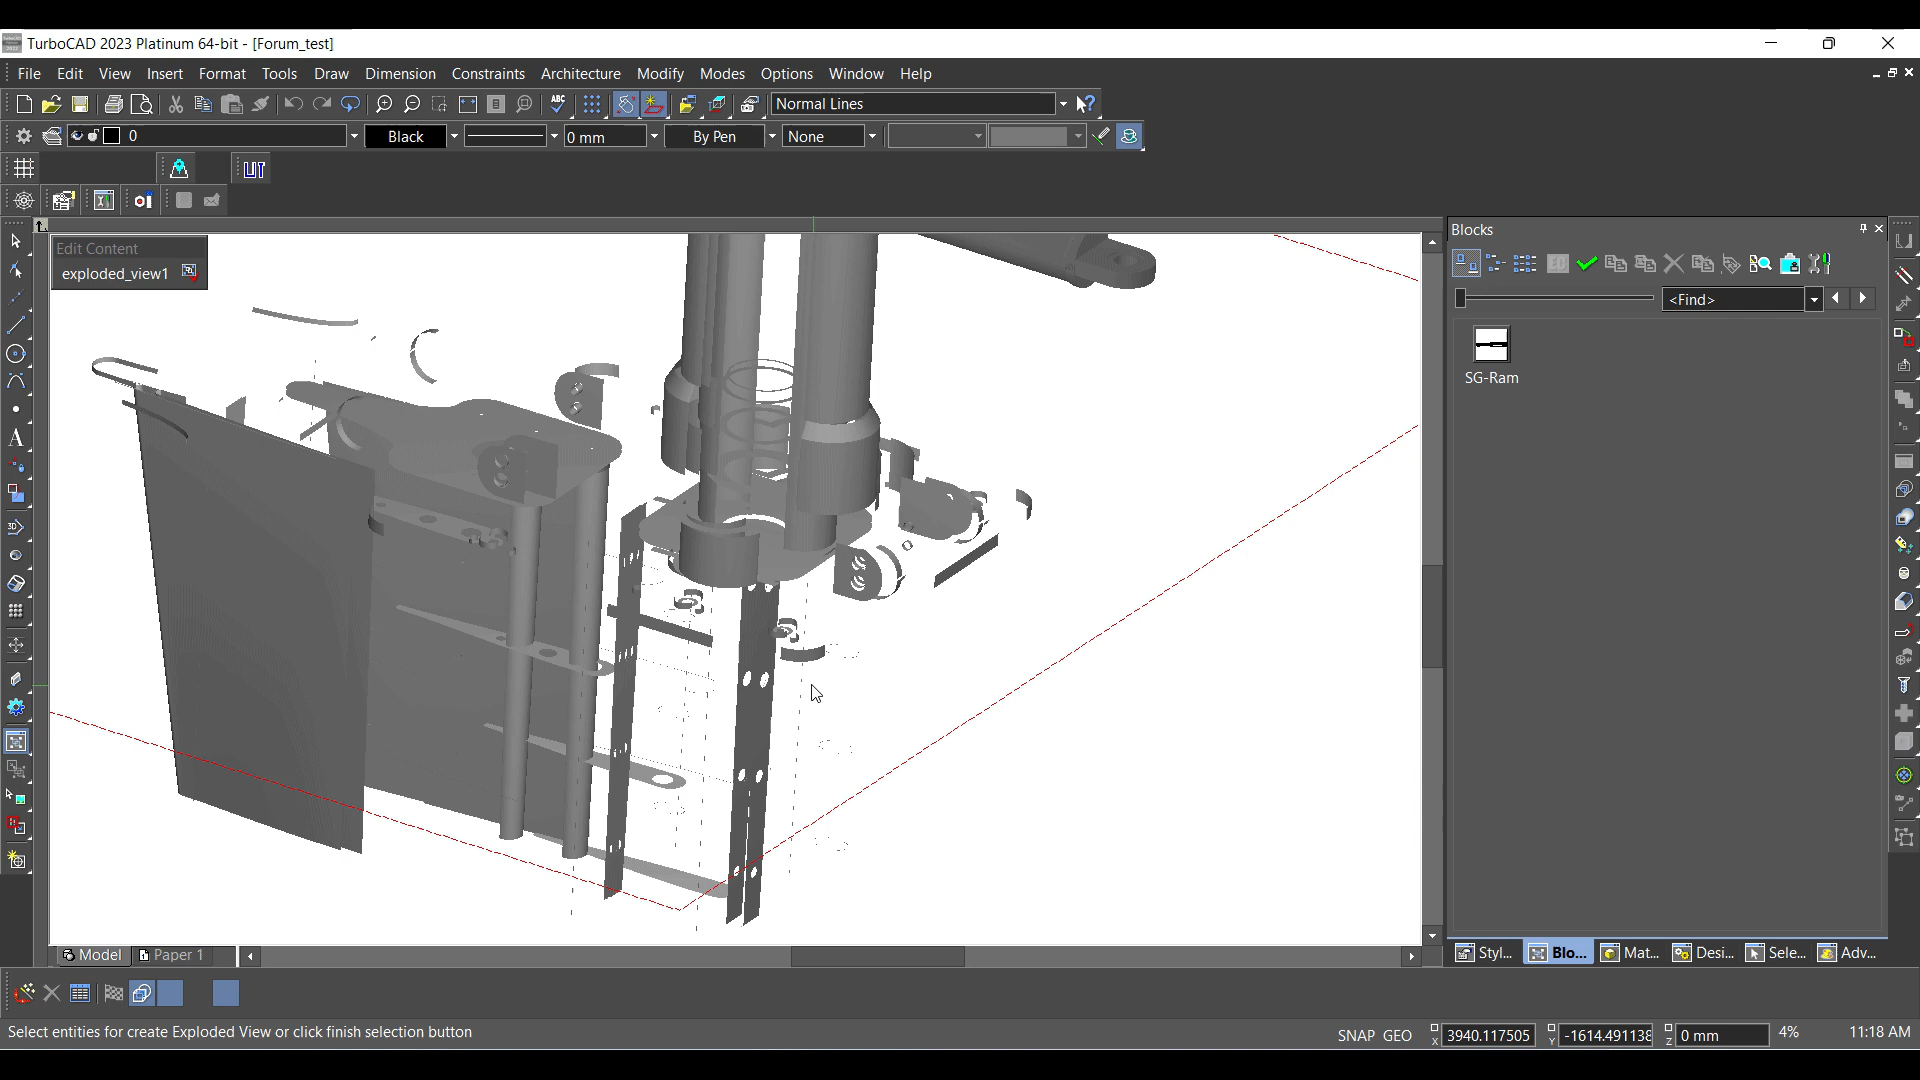 TurboCAD 2023 Platinum 64-bit - [Forum_test]
File Edit View Insert Format Tools Draw Dimension Constraints Architecture Modify Modes Options Window Help
ABC Normal Lines
0 Black 0 mm By Pen None
Edit Content
exploded_view1
Blocks
<Find>
SG-Ram
A
3D
Model Paper 1
Styl... Blo... Mat... Desi... Sele... Adv...
Select entities for create Exploded View or click finish selection button
SNAP GEO X 3940.117505 Y -1614.491138 Z 0 mm 4% 11:18 AM